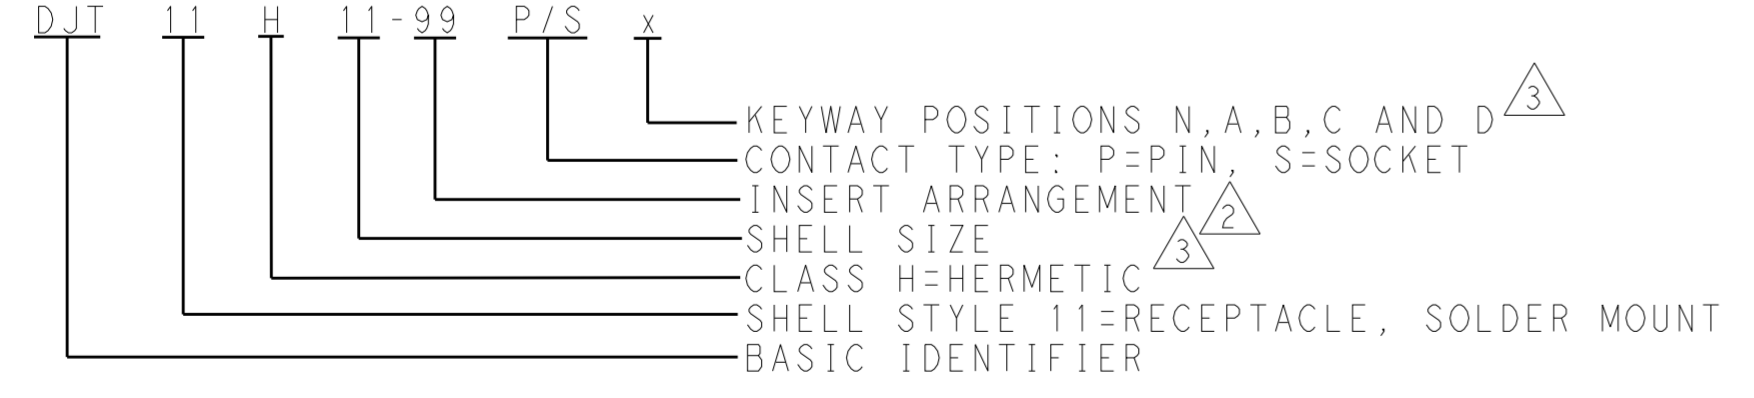 DJT 11 H 11-99 P/S x
KEYWAY POSITIONS N,A,B,C AND D 3
CONTACT TYPE: P=PIN, S=SOCKET
INSERT ARRANGEMENT 2
SHELL SIZE 3
CLASS H=HERMETIC
SHELL STYLE 11=RECEPTACLE, SOLDER MOUNT
BASIC IDENTIFIER